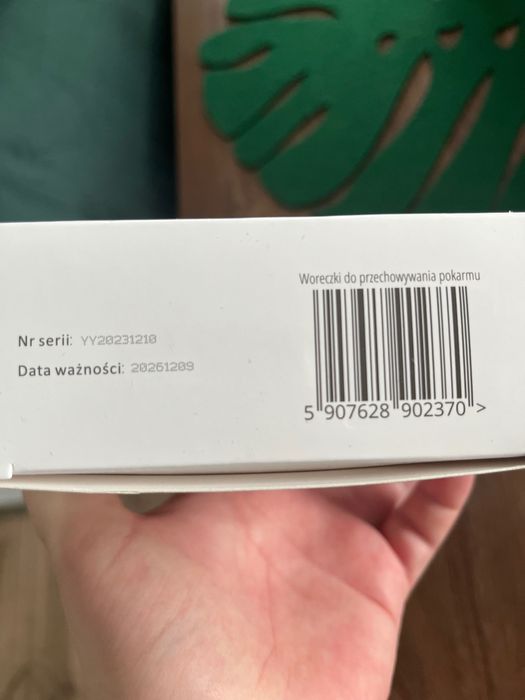 Woreczki do przechowywania pokarmu
Nr serii: YY20231210
Data ważności: 20261209
5 907628 902370 >